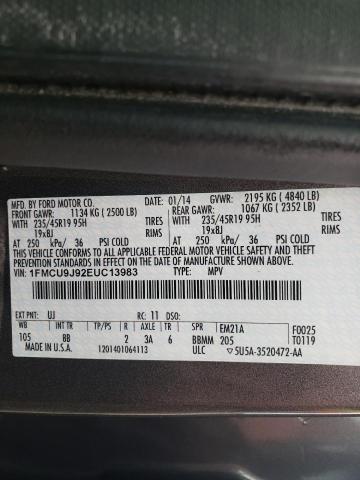 MFD. BY FORD MOTOR CO. DATE: 01/14 GVWR: 2195 KG ( 4840 LB)
FRONT GAWR: 1134 KG ( 2500 LB) REAR GAWR: 1067 KG ( 2352 LB)
WITH 235/45R19 95H TIRES WITH 235/45R19 95H TIRES
19x8J RIMS 19x8J RIMS
AT 250 kPa/ 36 PSI COLD AT 250 kPa/ 36 PSI COLD
THIS VEHICLE CONFORMS TO ALL APPLICABLE FEDERAL MOTOR VEHICLE SAFETY AND THEFT PREVENTION STANDARDS IN EFFECT ON THE DATE OF MANUFACTURE SHOWN ABOVE.
VIN: 1FMCU9J92EUC13983 TYPE: MPV
EXT PNT: UJ RC: 11 DSO:
WB BRK INT TR TP/PS R AXLE TR SPR EM21A F0025
105 8B 2 3A 6 BBMM 205 T0119
MADE IN U.S.A. 1201401064113 ULC 5U5A-3520472-AA